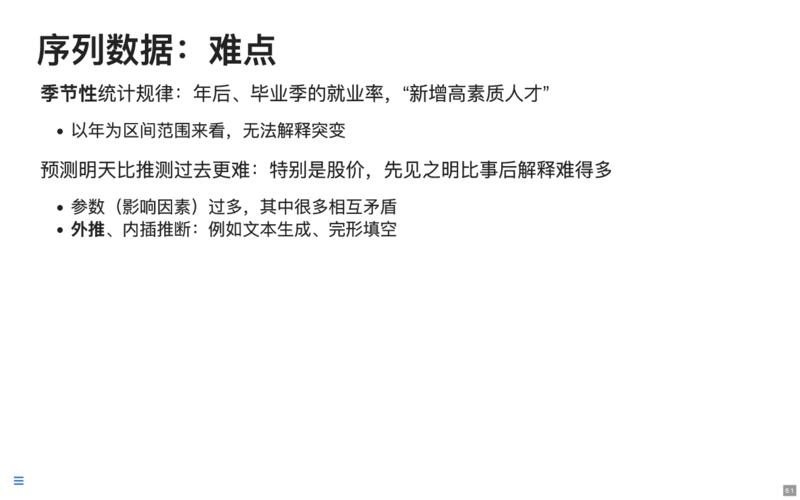 序列数据：难点
季节性统计规律：年后、毕业季的就业率，“新增高素质人才”
• 以年为区间范围来看，无法解释突变
预测明天比推测过去更难：特别是股价，先见之明比事后解释难得多
• 参数（影响因素）过多，其中很多相互矛盾
• 外推、内插推断：例如文本生成、完形填空